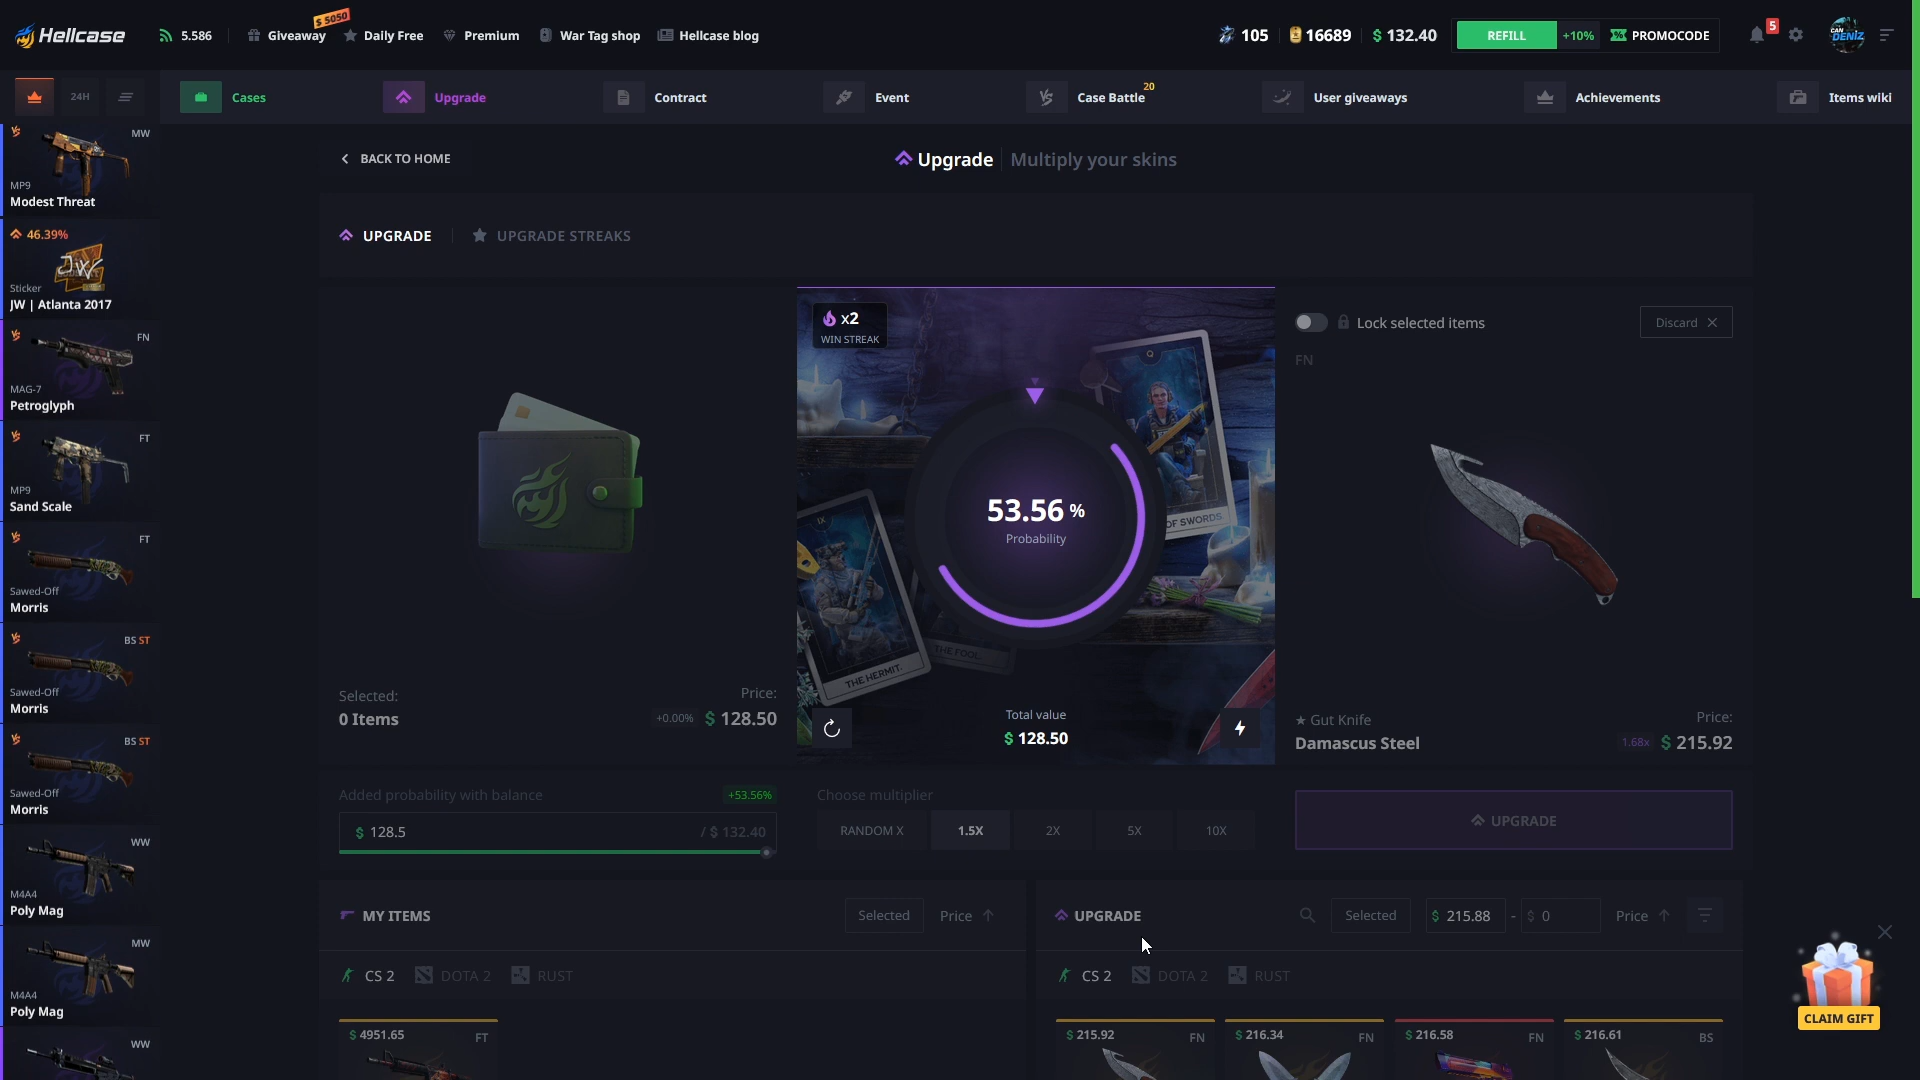 Hellcase
5.586
Giveaway
$ 5050
Daily Free
Premium
War Tag shop
Hellcase blog
105
16689
$ 132.40
REFILL
+10%
PROMOCODE
5
CAN DENİZ
24H
Cases
Upgrade
Contract
Event
Case Battle
20
User giveaways
Achievements
Items wiki
MW
MP9
Modest Threat
46.39%
Sticker
JW | Atlanta 2017
FN
MAG-7
Petroglyph
FT
MP9
Sand Scale
FT
Sawed-Off
Morris
BS ST
Sawed-Off
Morris
BS ST
Sawed-Off
Morris
WW
M4A4
Poly Mag
MW
M4A4
Poly Mag
WW
BACK TO HOME
Upgrade
Multiply your skins
UPGRADE
UPGRADE STREAKS
Selected:
0 Items
Price:
+0.00%
$ 128.50
x2
WIN STREAK
53.56 %
Probability
OF SWORDS
IX
THE HERMIT.
THE FOOL.
Total value
$ 128.50
Lock selected items
Discard
FN
★ Gut Knife
Damascus Steel
Price:
1.68x
$ 215.92
Added probability with balance
+53.56%
$ 128.5
/ $ 132.40
Choose multiplier
RANDOM X
1.5X
2X
5X
10X
UPGRADE
MY ITEMS
Selected
Price
CS 2
DOTA 2
RUST
$ 4951.65
FT
UPGRADE
Selected
$ 215.88
-
$ 0
Price
CS 2
DOTA 2
RUST
$ 215.92
FN
$ 216.34
FN
$ 216.58
FN
$ 216.61
BS
CLAIM GIFT